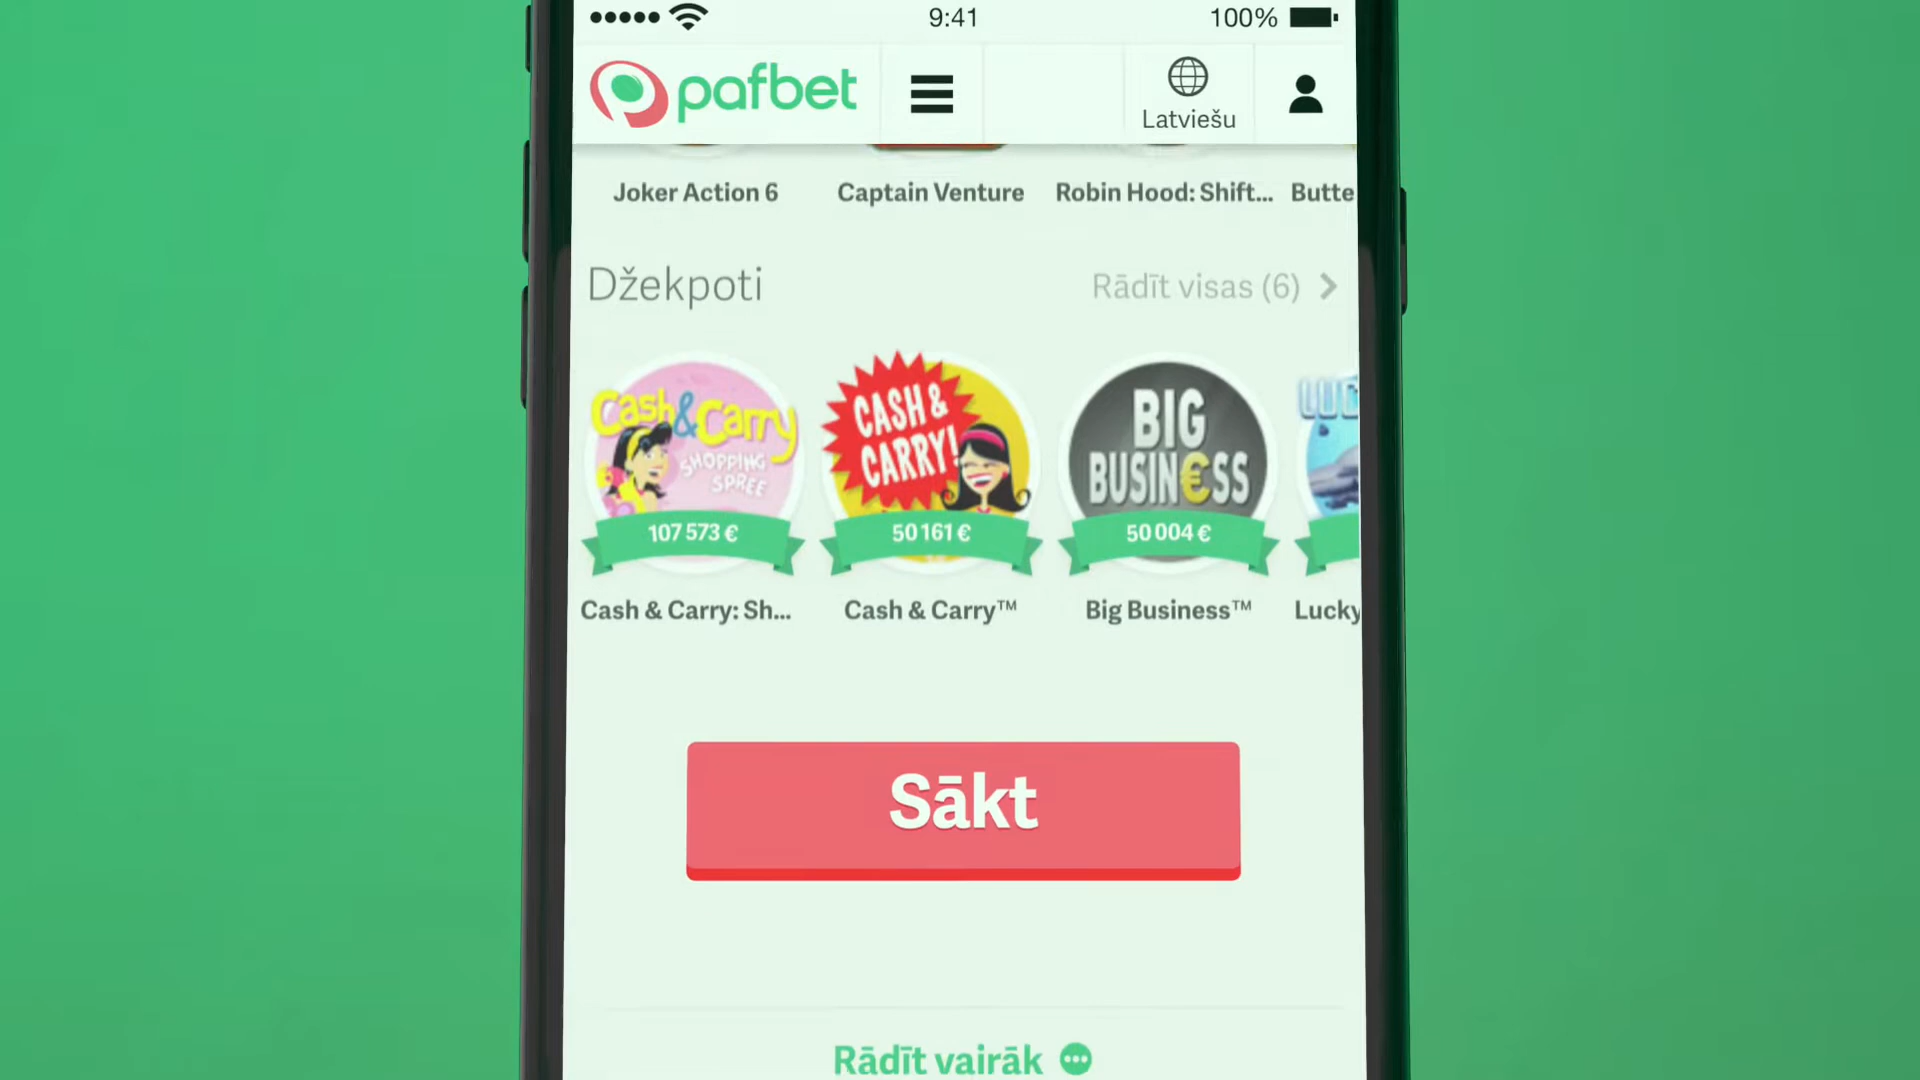 9:41
100%
pafbet
Latviešu
Joker Action 6
Captain Venture
Robin Hood: Shift...
Butte
Džekpoti
Rādīt visas (6)
Cash & Carry
SHOPPING
SPREE
107 573 €
CASH &
CARRY!
50 161 €
BIG
BUSIN€SS
50 004 €
Cash & Carry: Sh...
Cash & Carry™
Big Business™
Lucky
Sākt
Rādīt vairāk